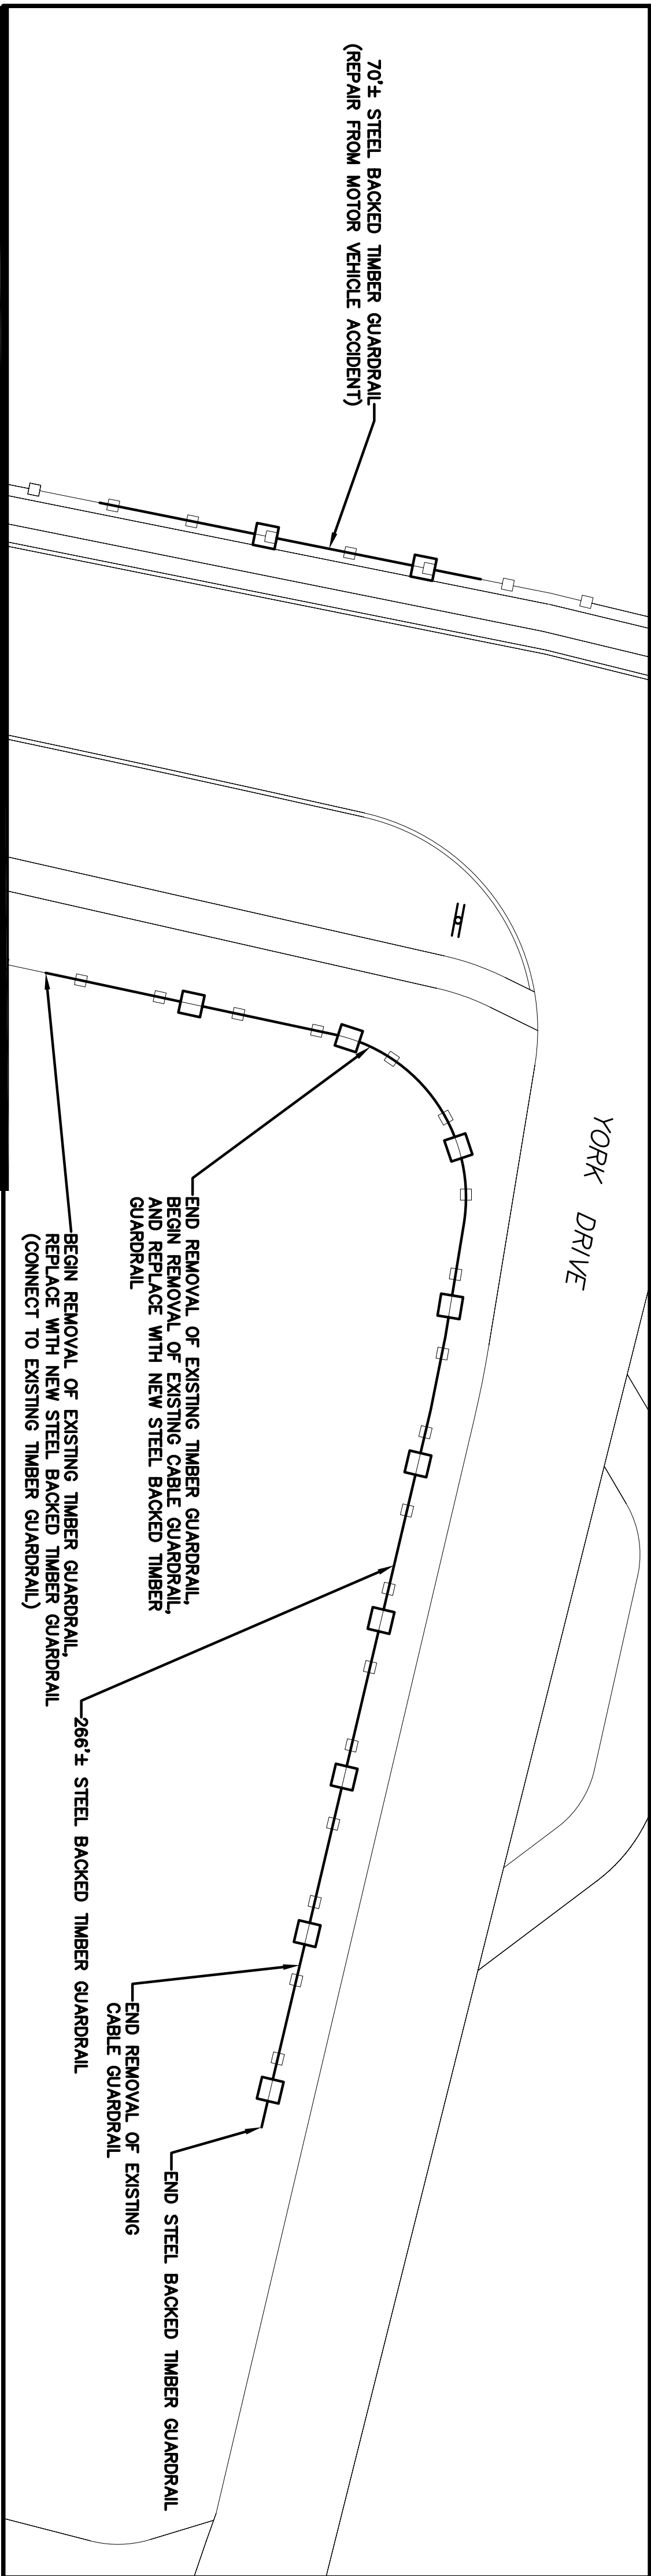 70'± STEEL BACKED TIMBER GUARDRAIL
(REPAIR FROM MOTOR VEHICLE ACCIDENT)
YORK DRIVE
END REMOVAL OF EXISTING TIMBER GUARDRAIL,
BEGIN REMOVAL OF EXISTING CABLE GUARDRAIL,
AND REPLACE WITH NEW STEEL BACKED TIMBER
GUARDRAIL
BEGIN REMOVAL OF EXISTING TIMBER GUARDRAIL,
REPLACE WITH NEW STEEL BACKED TIMBER GUARDRAIL
(CONNECT TO EXISTING TIMBER GUARDRAIL)
266'± STEEL BACKED TIMBER GUARDRAIL
END REMOVAL OF EXISTING
CABLE GUARDRAIL
END STEEL BACKED TIMBER GUARDRAIL